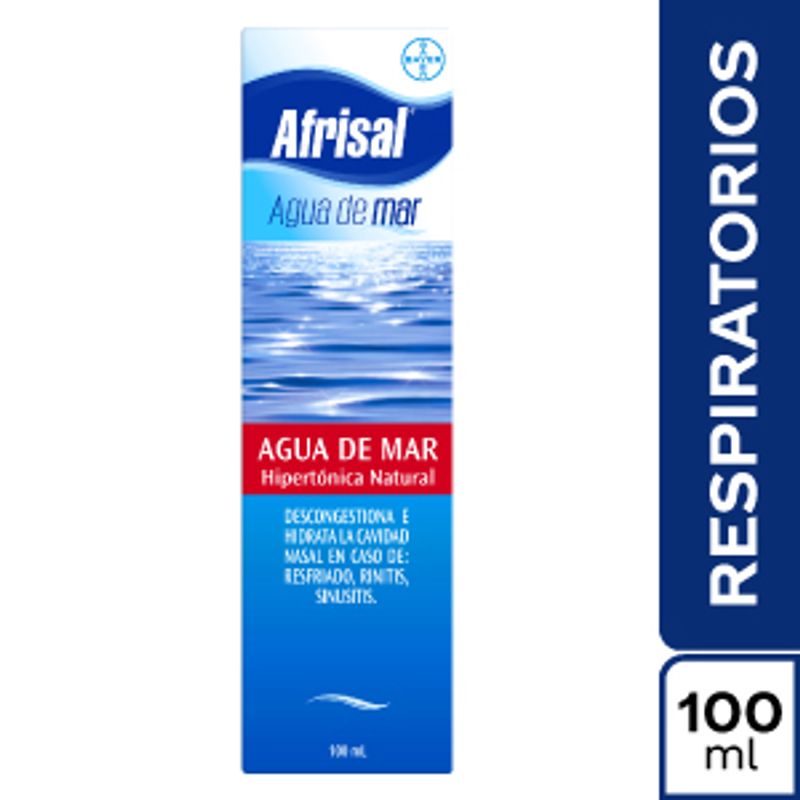 BAYER
Afrisal
Agua de mar
AGUA DE MAR
Hipertónica Natural
DESCONGESTIONA E
HIDRATA LA CAVIDAD
NASAL EN CASO DE:
RESFRIADO, RINITIS,
SINUSITIS.
100 mL
RESPIRATORIOS
100
ml